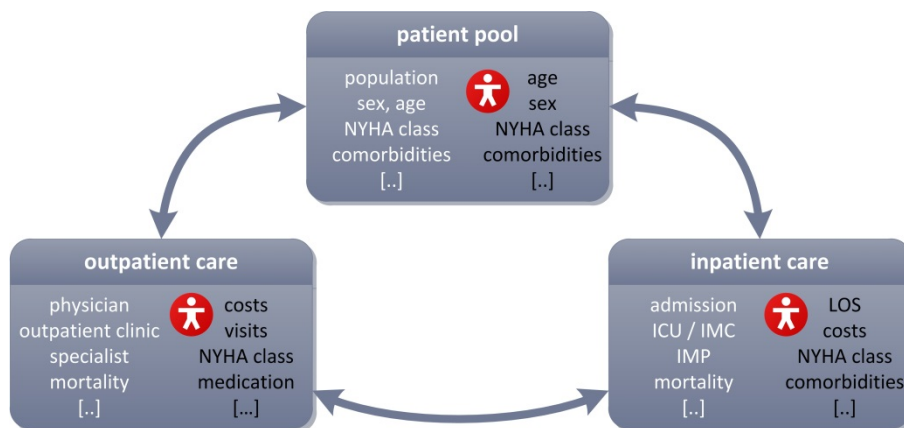 patient pool
population
sex, age
NYHA class
comorbidities
[..]
age
sex
NYHA class
comorbidities
[..]
outpatient care
physician
outpatient clinic
specialist
mortality
[..]
costs
visits
NYHA class
medication
[...]
inpatient care
admission
ICU / IMC
IMP
mortality
[..]
LOS
costs
NYHA class
comorbidities
[..]